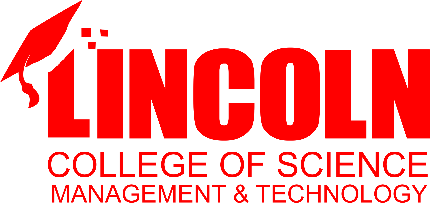 LINCOLN
COLLEGE OF SCIENCE
MANAGEMENT & TECHNOLOGY